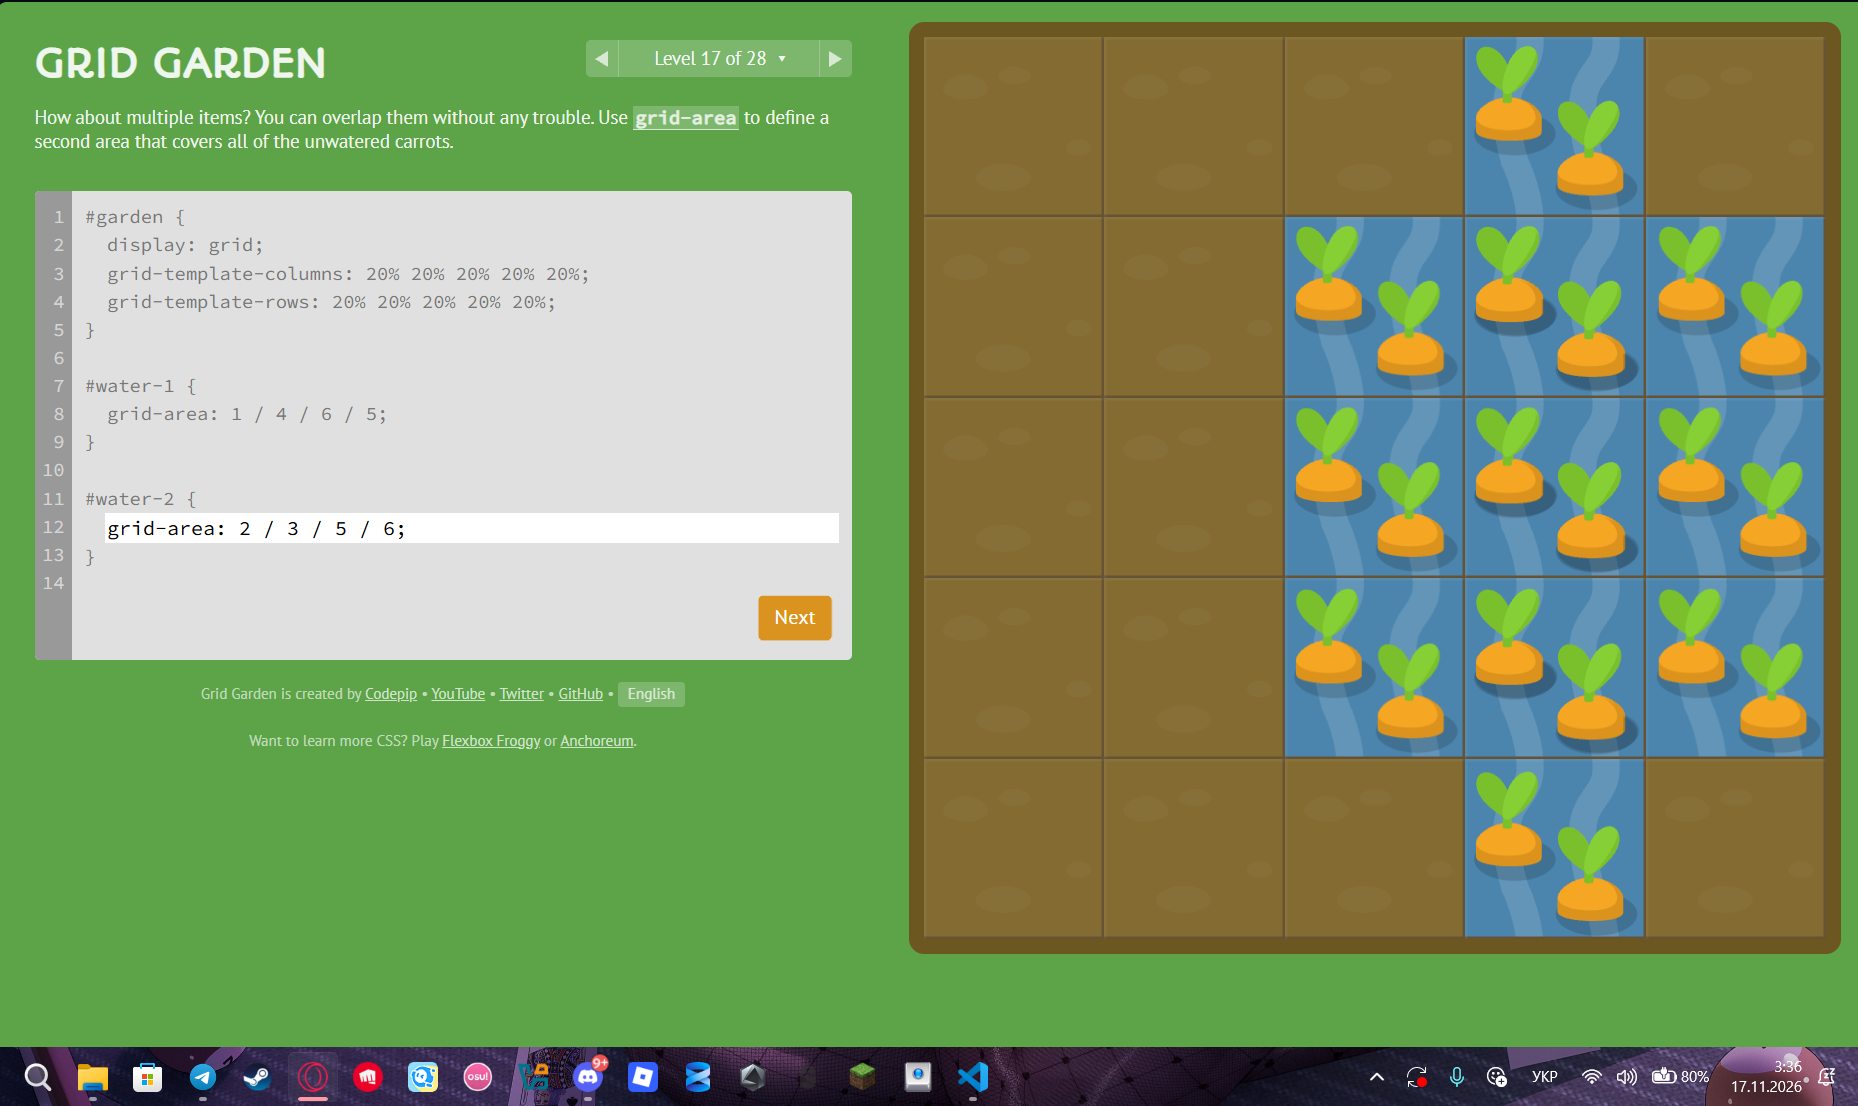 GRID GARDEN
◀ Level 17 of 28 ▾ ▶
How about multiple items? You can overlap them without any trouble. Use grid-area to define a
second area that covers all of the unwatered carrots.
1 #garden {
2 display: grid;
3 grid-template-columns: 20% 20% 20% 20% 20%;
4 grid-template-rows: 20% 20% 20% 20% 20%;
5 }
6
7 #water-1 {
8 grid-area: 1 / 4 / 6 / 5;
9 }
10
11 #water-2 {
12 grid-area: 2 / 3 / 5 / 6;
13 }
14
Next
Grid Garden is created by Codepip • YouTube • Twitter • GitHub • English
Want to learn more CSS? Play Flexbox Froggy or Anchoreum.
osu!
9+
УКР
80%
3:36
17.11.2026